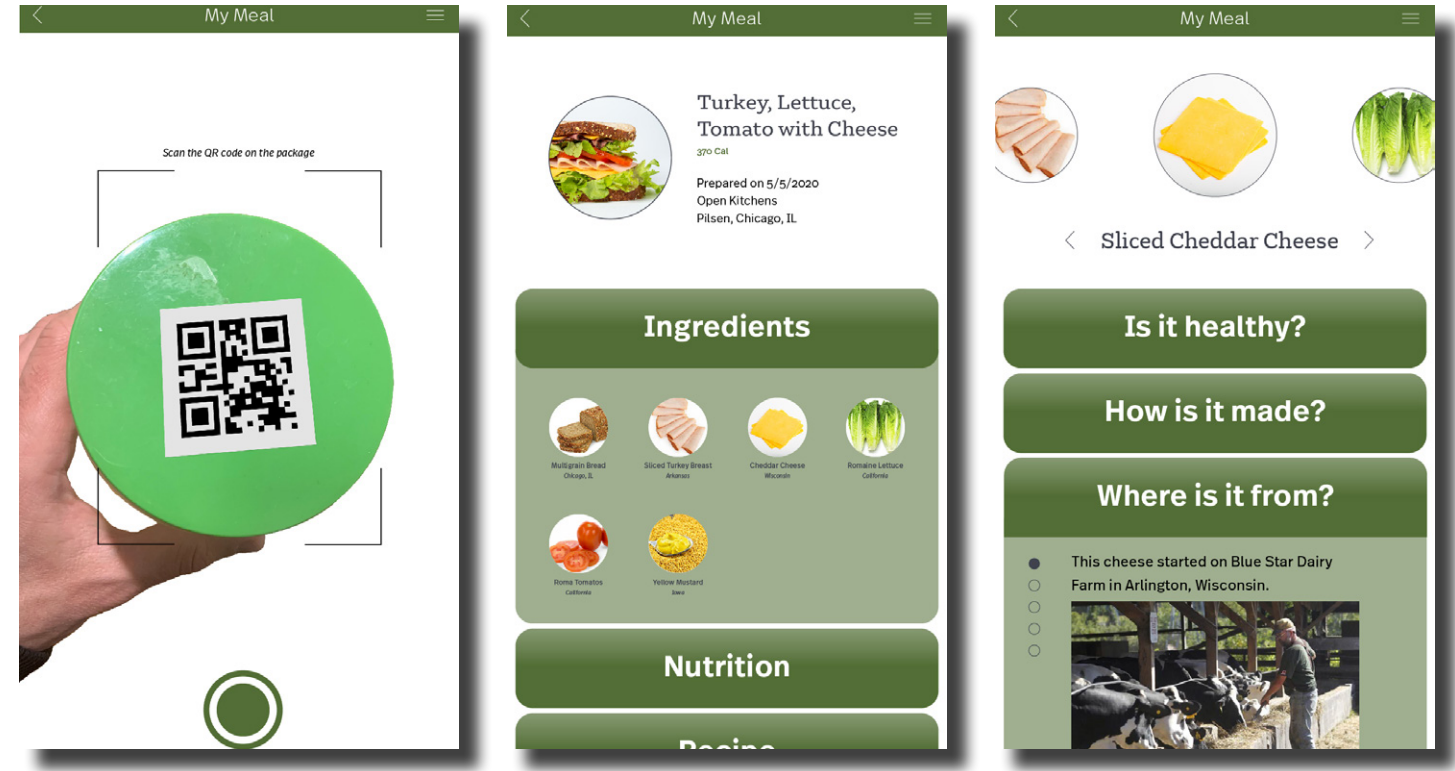 My Meal
Scan the QR code on the package
My Meal
Turkey, Lettuce,
Tomato with Cheese
370 Cal
Prepared on 5/5/2020
Open Kitchens
Pilsen, Chicago, IL
Ingredients
Multigrain Bread
Chicago, IL
Sliced Turkey Breast
Arkansas
Cheddar Cheese
Wisconsin
Romaine Lettuce
California
Roma Tomatos
California
Yellow Mustard
Iowa
Nutrition
Recipe
My Meal
Sliced Cheddar Cheese
Is it healthy?
How is it made?
Where is it from?
This cheese started on Blue Star Dairy
Farm in Arlington, Wisconsin.